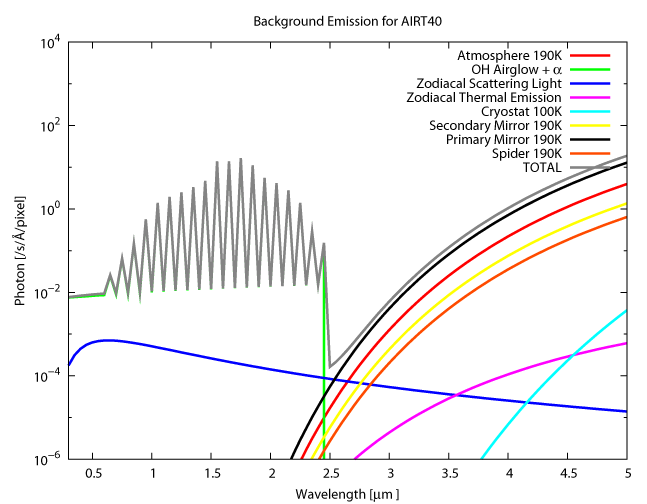 Background Emission for AIRT40
Photon [/s/Å/pixel]
10^4
10^2
10^0
10^-2
10^-4
10^-6
Atmosphere 190K
OH Airglow + α
Zodiacal Scattering Light
Zodiacal Thermal Emission
Cryostat 100K
Secondary Mirror 190K
Primary Mirror 190K
Spider 190K
TOTAL
0.5 1 1.5 2 2.5 3 3.5 4 4.5 5
Wavelength [μm ]